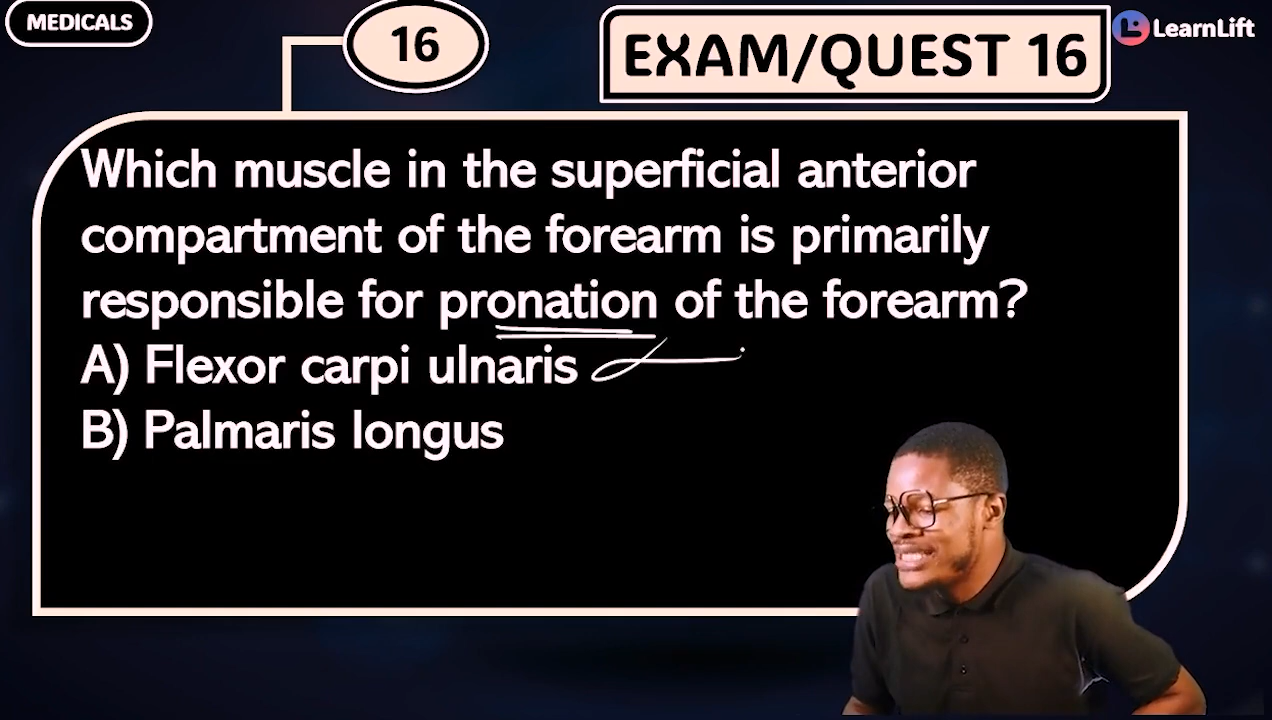 MEDICALS
16
EXAM/QUEST 16
LearnLift
Which muscle in the superficial anterior
compartment of the forearm is primarily
responsible for pronation of the forearm?
A) Flexor carpi ulnaris
B) Palmaris longus